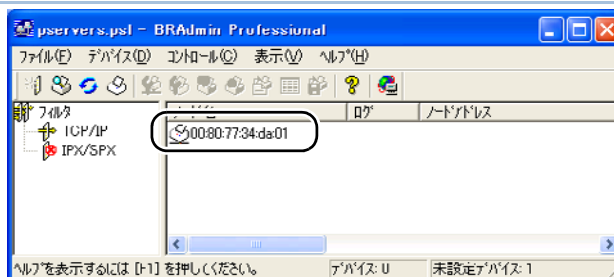 pservers.psl - BRAdmin Professional
ファイル(F) デバイス(D) コントロール(C) 表示(V) ヘルプ(H)
フィルタ ログ ノードアドレス
TCP/IP 00:80:77:34:da:01
IPX/SPX
ヘルプを表示するには [F1] を押してください。 デバイス: 0 未設定デバイス: 1